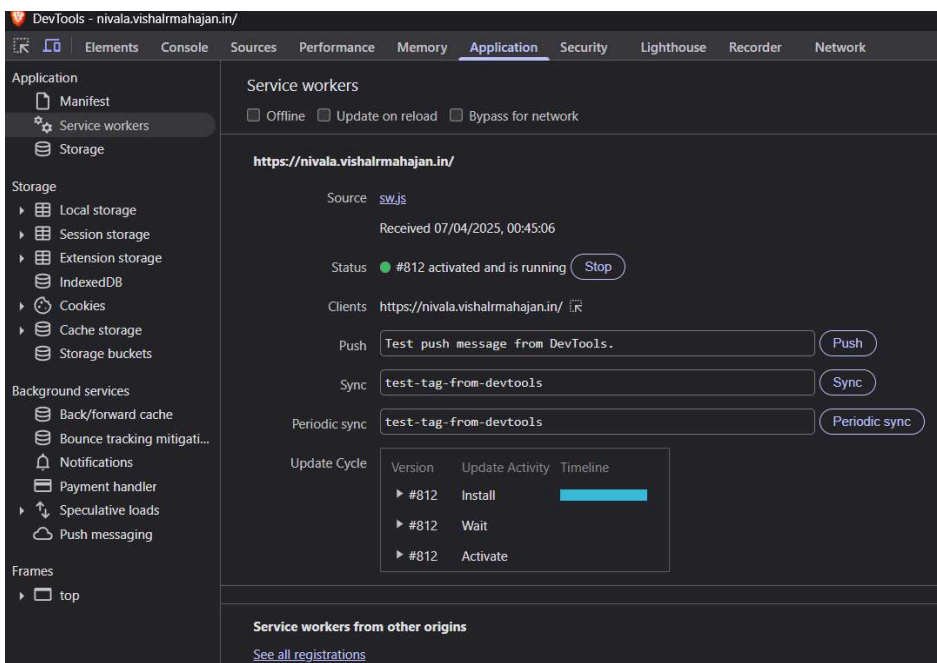 DevTools - nivala.vishalrmahajan.in/
Elements Console Sources Performance Memory Application Security Lighthouse Recorder Network
Application
Manifest
Service workers
Storage
Storage
Local storage
Session storage
Extension storage
IndexedDB
Cookies
Cache storage
Storage buckets
Background services
Back/forward cache
Bounce tracking mitigati...
Notifications
Payment handler
Speculative loads
Push messaging
Frames
top
Service workers
Offline Update on reload Bypass for network
https://nivala.vishalrmahajan.in/
Source sw.js
Received 07/04/2025, 00:45:06
Status #812 activated and is running Stop
Clients https://nivala.vishalrmahajan.in/
Push Test push message from DevTools. Push
Sync test-tag-from-devtools Sync
Periodic sync test-tag-from-devtools Periodic sync
Update Cycle Version Update Activity Timeline
#812 Install
#812 Wait
#812 Activate
Service workers from other origins
See all registrations